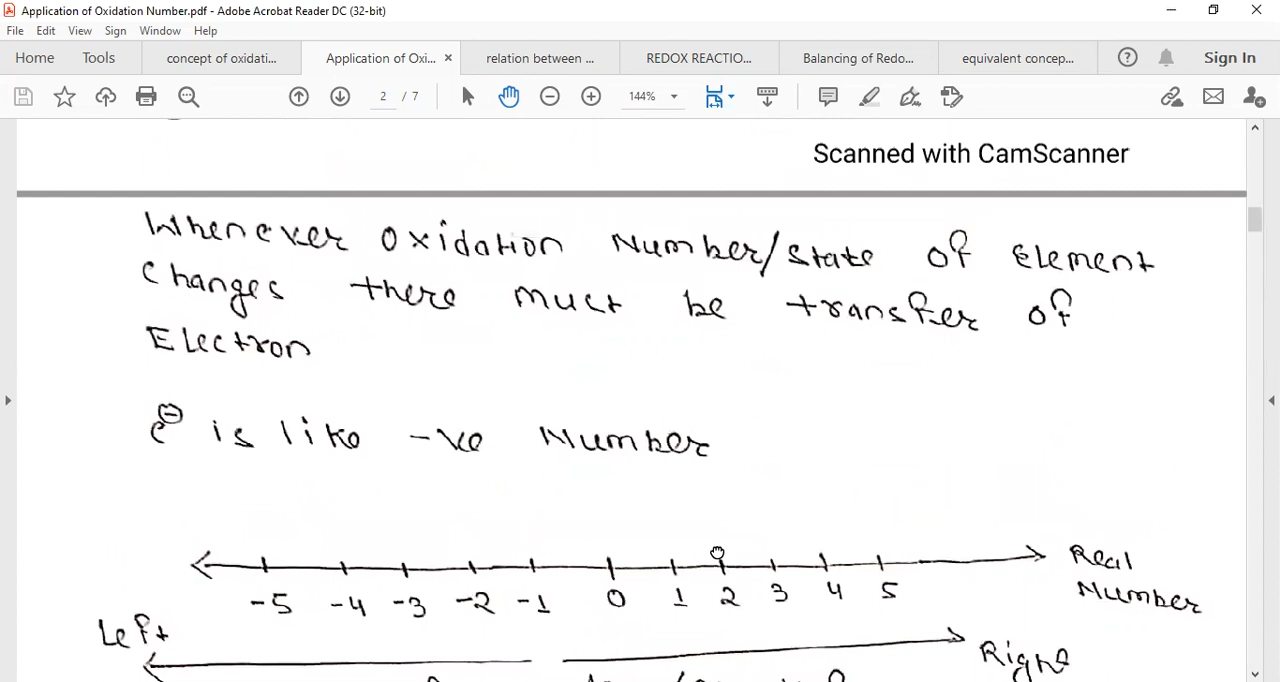 Application of Oxidation Number.pdf - Adobe Acrobat Reader DC (32-bit)
File Edit View Sign Window Help
Home Tools concept of oxidati... Application of Oxi... × relation between ... REDOX REACTIO... Balancing of Redo... equivalent concep... Sign In
2 / 7 144%
Scanned with CamScanner
Whenever Oxidation Number/State of Element
Changes there must be transfer of
Electron
e⊖ is like -ve Number
Real
-5 -4 -3 -2 -1 0 1 2 3 4 5 Number
Left
Right